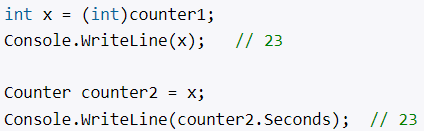 int x = (int)counter1;
Console.WriteLine(x);   // 23

Counter counter2 = x;
Console.WriteLine(counter2.Seconds);  // 23